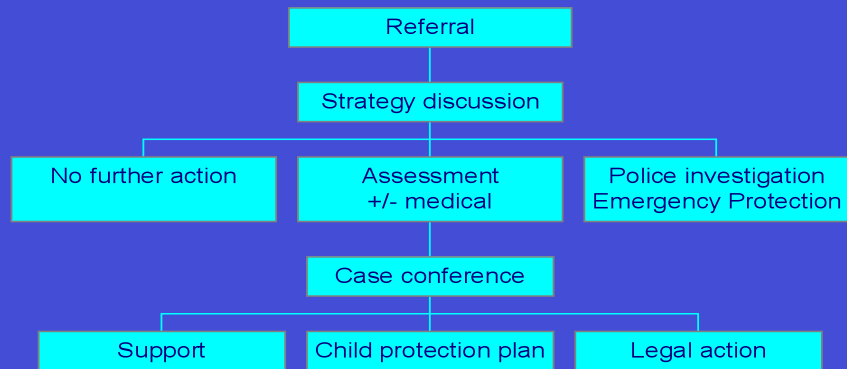 Referral
Strategy discussion
No further action
Assessment
+/- medical
Police investigation
Emergency Protection
Case conference
Support
Child protection plan
Legal action